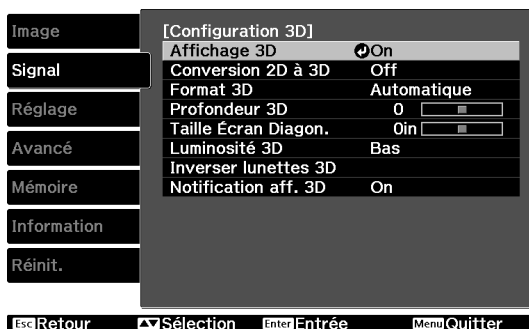 Image
Signal
Réglage
Avancé
Mémoire
Information
Réinit.
[Configuration 3D]
Affichage 3D On
Conversion 2D à 3D Off
Format 3D Automatique
Profondeur 3D 0
Taille Écran Diagon. 0in
Luminosité 3D Bas
Inverser lunettes 3D
Notification aff. 3D On
Esc Retour Sélection Enter Entrée Menu Quitter